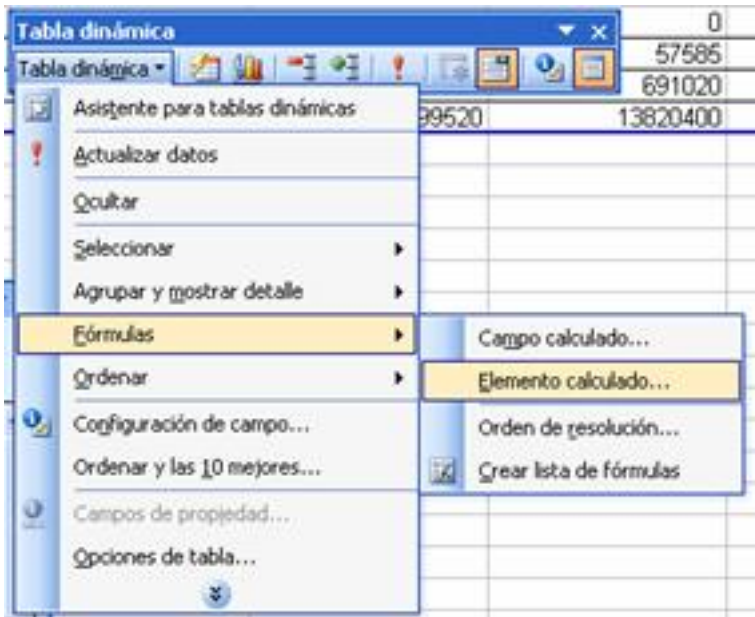 Tabla dinámica
0
Tabla dinámica
57585
691020
99520
13820400
Asistente para tablas dinámicas
Actualizar datos
Ocultar
Seleccionar
Agrupar y mostrar detalle
Fórmulas
Ordenar
Configuración de campo...
Ordenar y las 10 mejores...
Campos de propiedad...
Opciones de tabla...
Campo calculado...
Elemento calculado...
Orden de resolución...
Crear lista de fórmulas